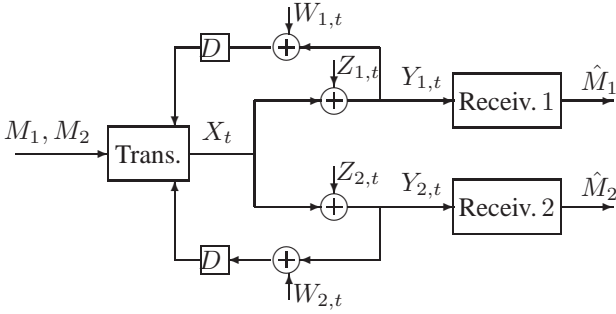 W_{1,t}
D
Z_{1,t}
Y_{1,t}
Receiv. 1
\hat{M}_1
M_1, M_2
Trans.
X_t
Z_{2,t}
Y_{2,t}
Receiv. 2
\hat{M}_2
D
W_{2,t}